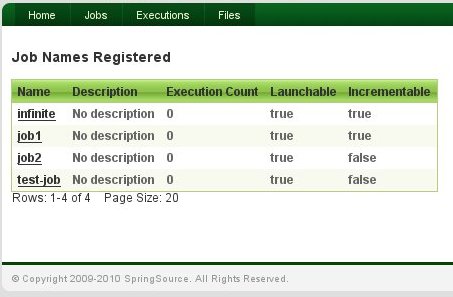 Home Jobs Executions Files
Job Names Registered
Name Description Execution Count Launchable Incrementable
infinite No description 0 true true
job1 No description 0 true true
job2 No description 0 true false
test-job No description 0 true false
Rows: 1-4 of 4 Page Size: 20
© Copyright 2009-2010 SpringSource. All Rights Reserved.